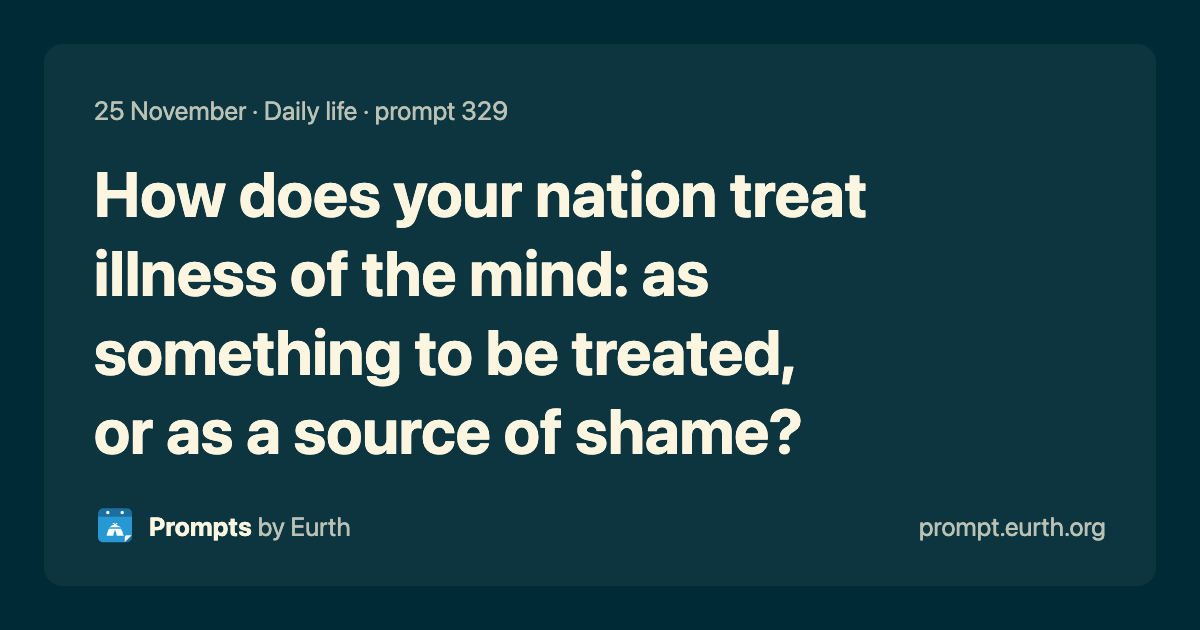 25 November · Daily life · prompt 329
How does your nation treat
illness of the mind: as
something to be treated,
or as a source of shame?
Prompts by Eurth
prompt.eurth.org